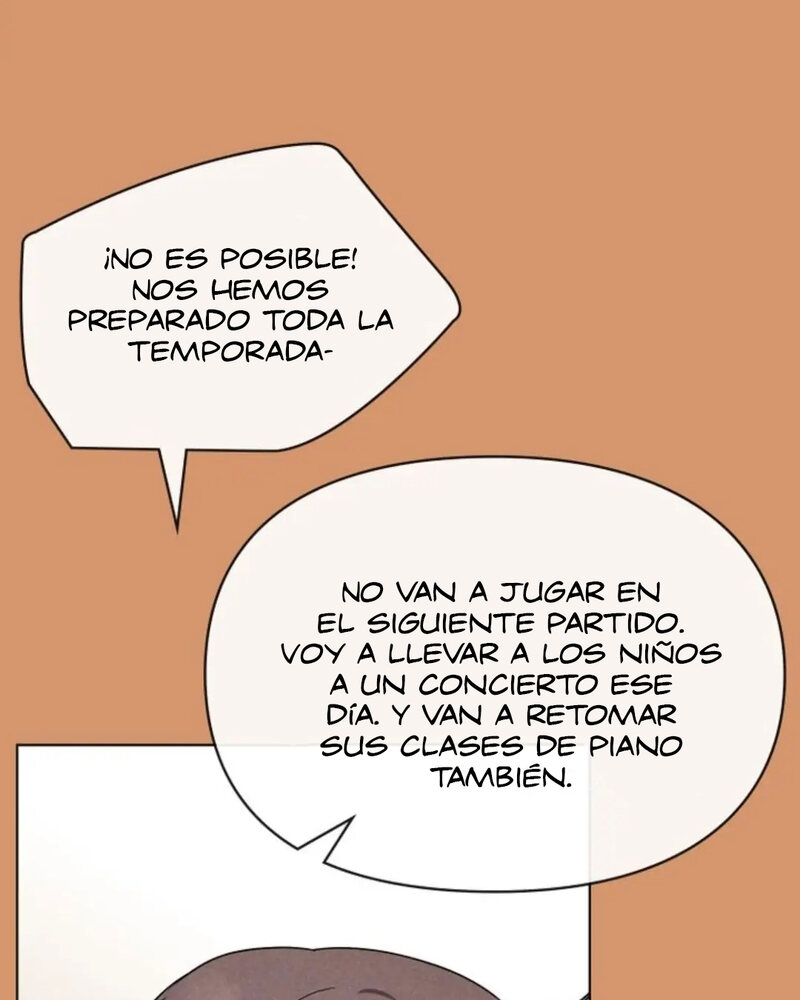 ¡NO ES POSIBLE!
NOS HEMOS
PREPARADO TODA LA
TEMPORADA-
NO VAN A JUGAR EN
EL SIGUIENTE PARTIDO.
VOY A LLEVAR A LOS NIÑOS
A UN CONCIERTO ESE
DÍA. Y VAN A RETOMAR
SUS CLASES DE PIANO
TAMBIÉN.